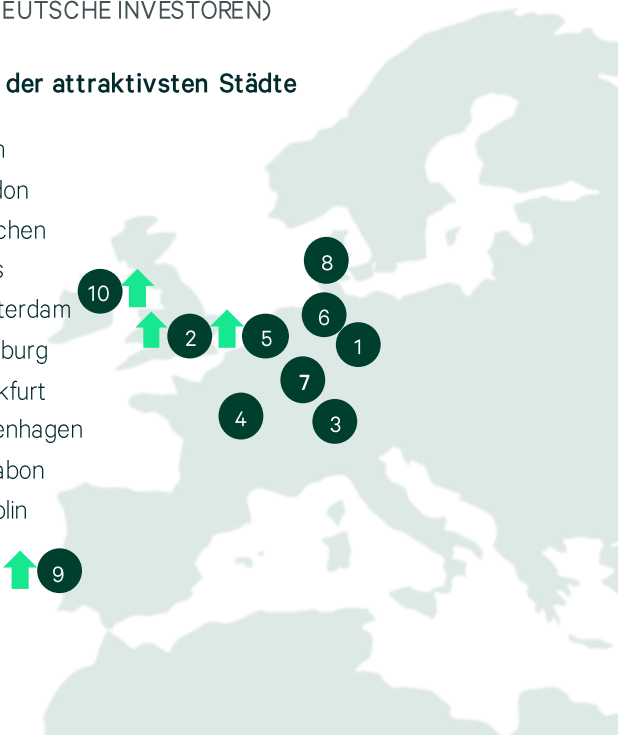 EUTSCHE INVESTOREN)
der attraktivsten Städte
n
don
chen
s
terdam
burg
kfurt
enhagen
abon
olin
8
10
6
2
5
1
7
4
3
9